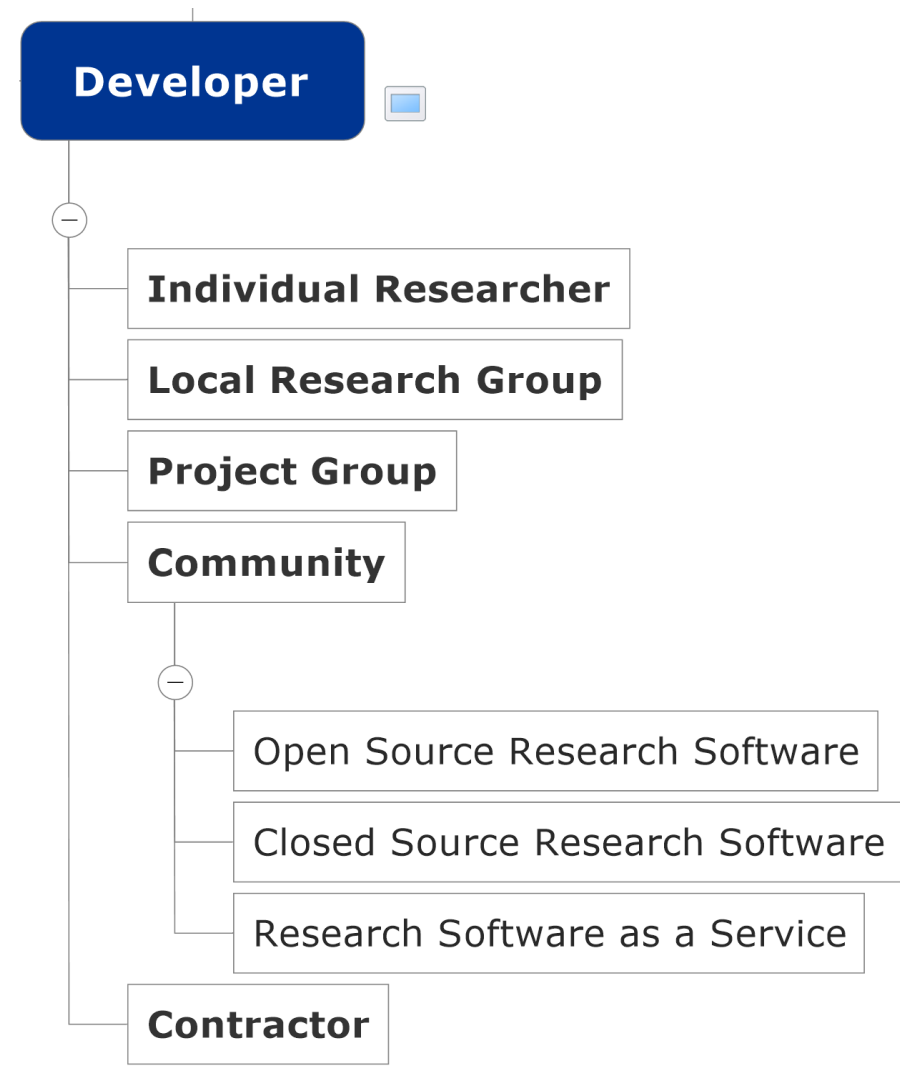 Developer
Individual Researcher
Local Research Group
Project Group
Community
Open Source Research Software
Closed Source Research Software
Research Software as a Service
Contractor